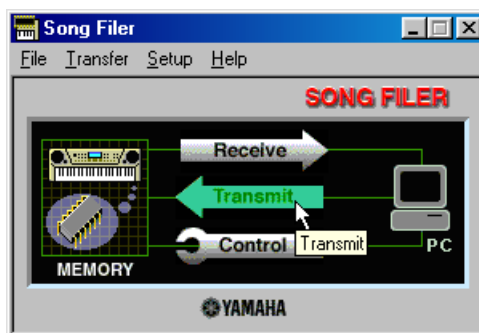 Song Filer
File Transfer Setup Help
SONG FILER
Receive
Transmit
Control
Transmit
PC
MEMORY
YAMAHA